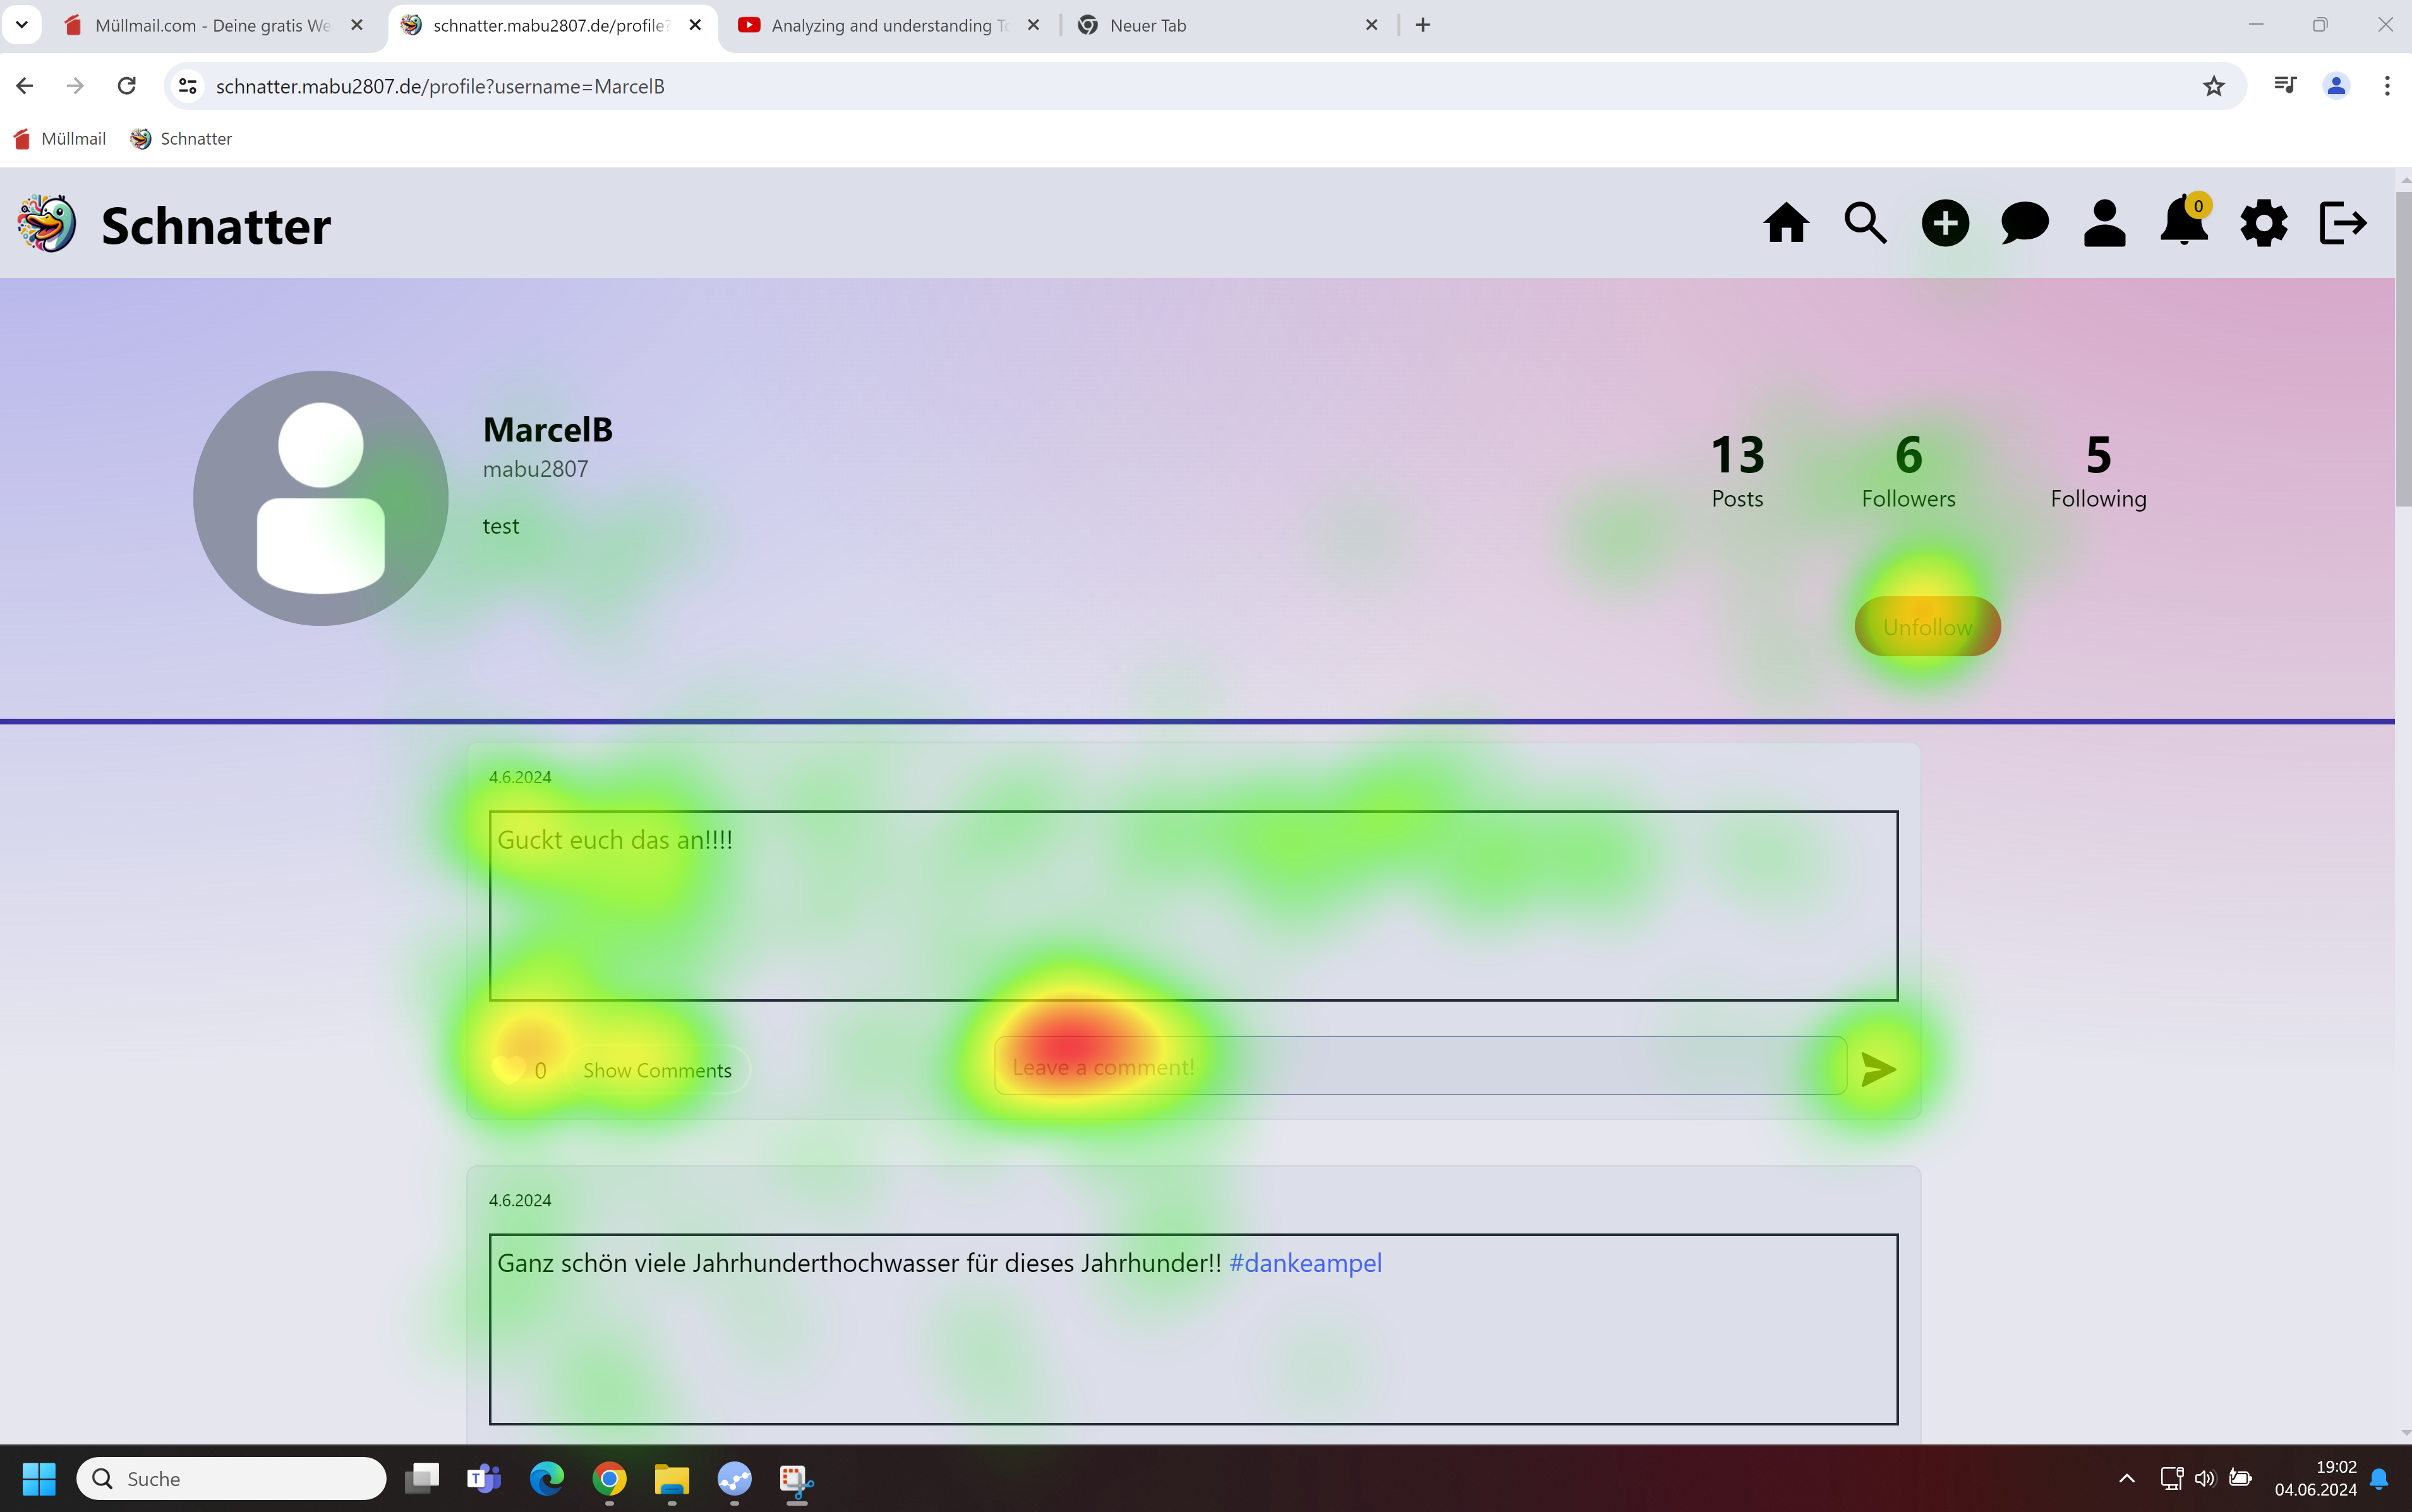 Müllmail.com - Deine gratis We
schnatter.mabu2807.de/profile?
Analyzing and understanding To
Neuer Tab
schnatter.mabu2807.de/profile?username=MarcelB
Müllmail
Schnatter
Schnatter
0
MarcelB
mabu2807
test
13
Posts
6
Followers
5
Following
Unfollow
4.6.2024
Guckt euch das an!!!!
0
Show Comments
Leave a comment!
4.6.2024
Ganz schön viele Jahrhunderthochwasser für dieses Jahrhunder!! #dankeampel
Suche
19:02
04.06.2024